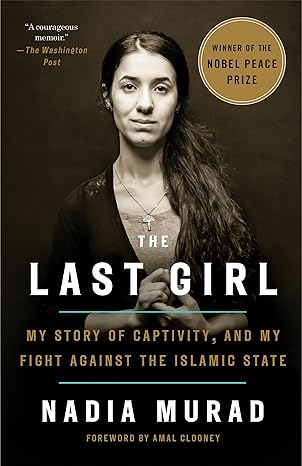 "A courageous
memoir."
—The Washington
Post
WINNER OF THE
NOBEL PEACE
PRIZE
THE
LAST GIRL
MY STORY OF CAPTIVITY, AND MY
FIGHT AGAINST THE ISLAMIC STATE
NADIA MURAD
FOREWORD BY AMAL CLOONEY